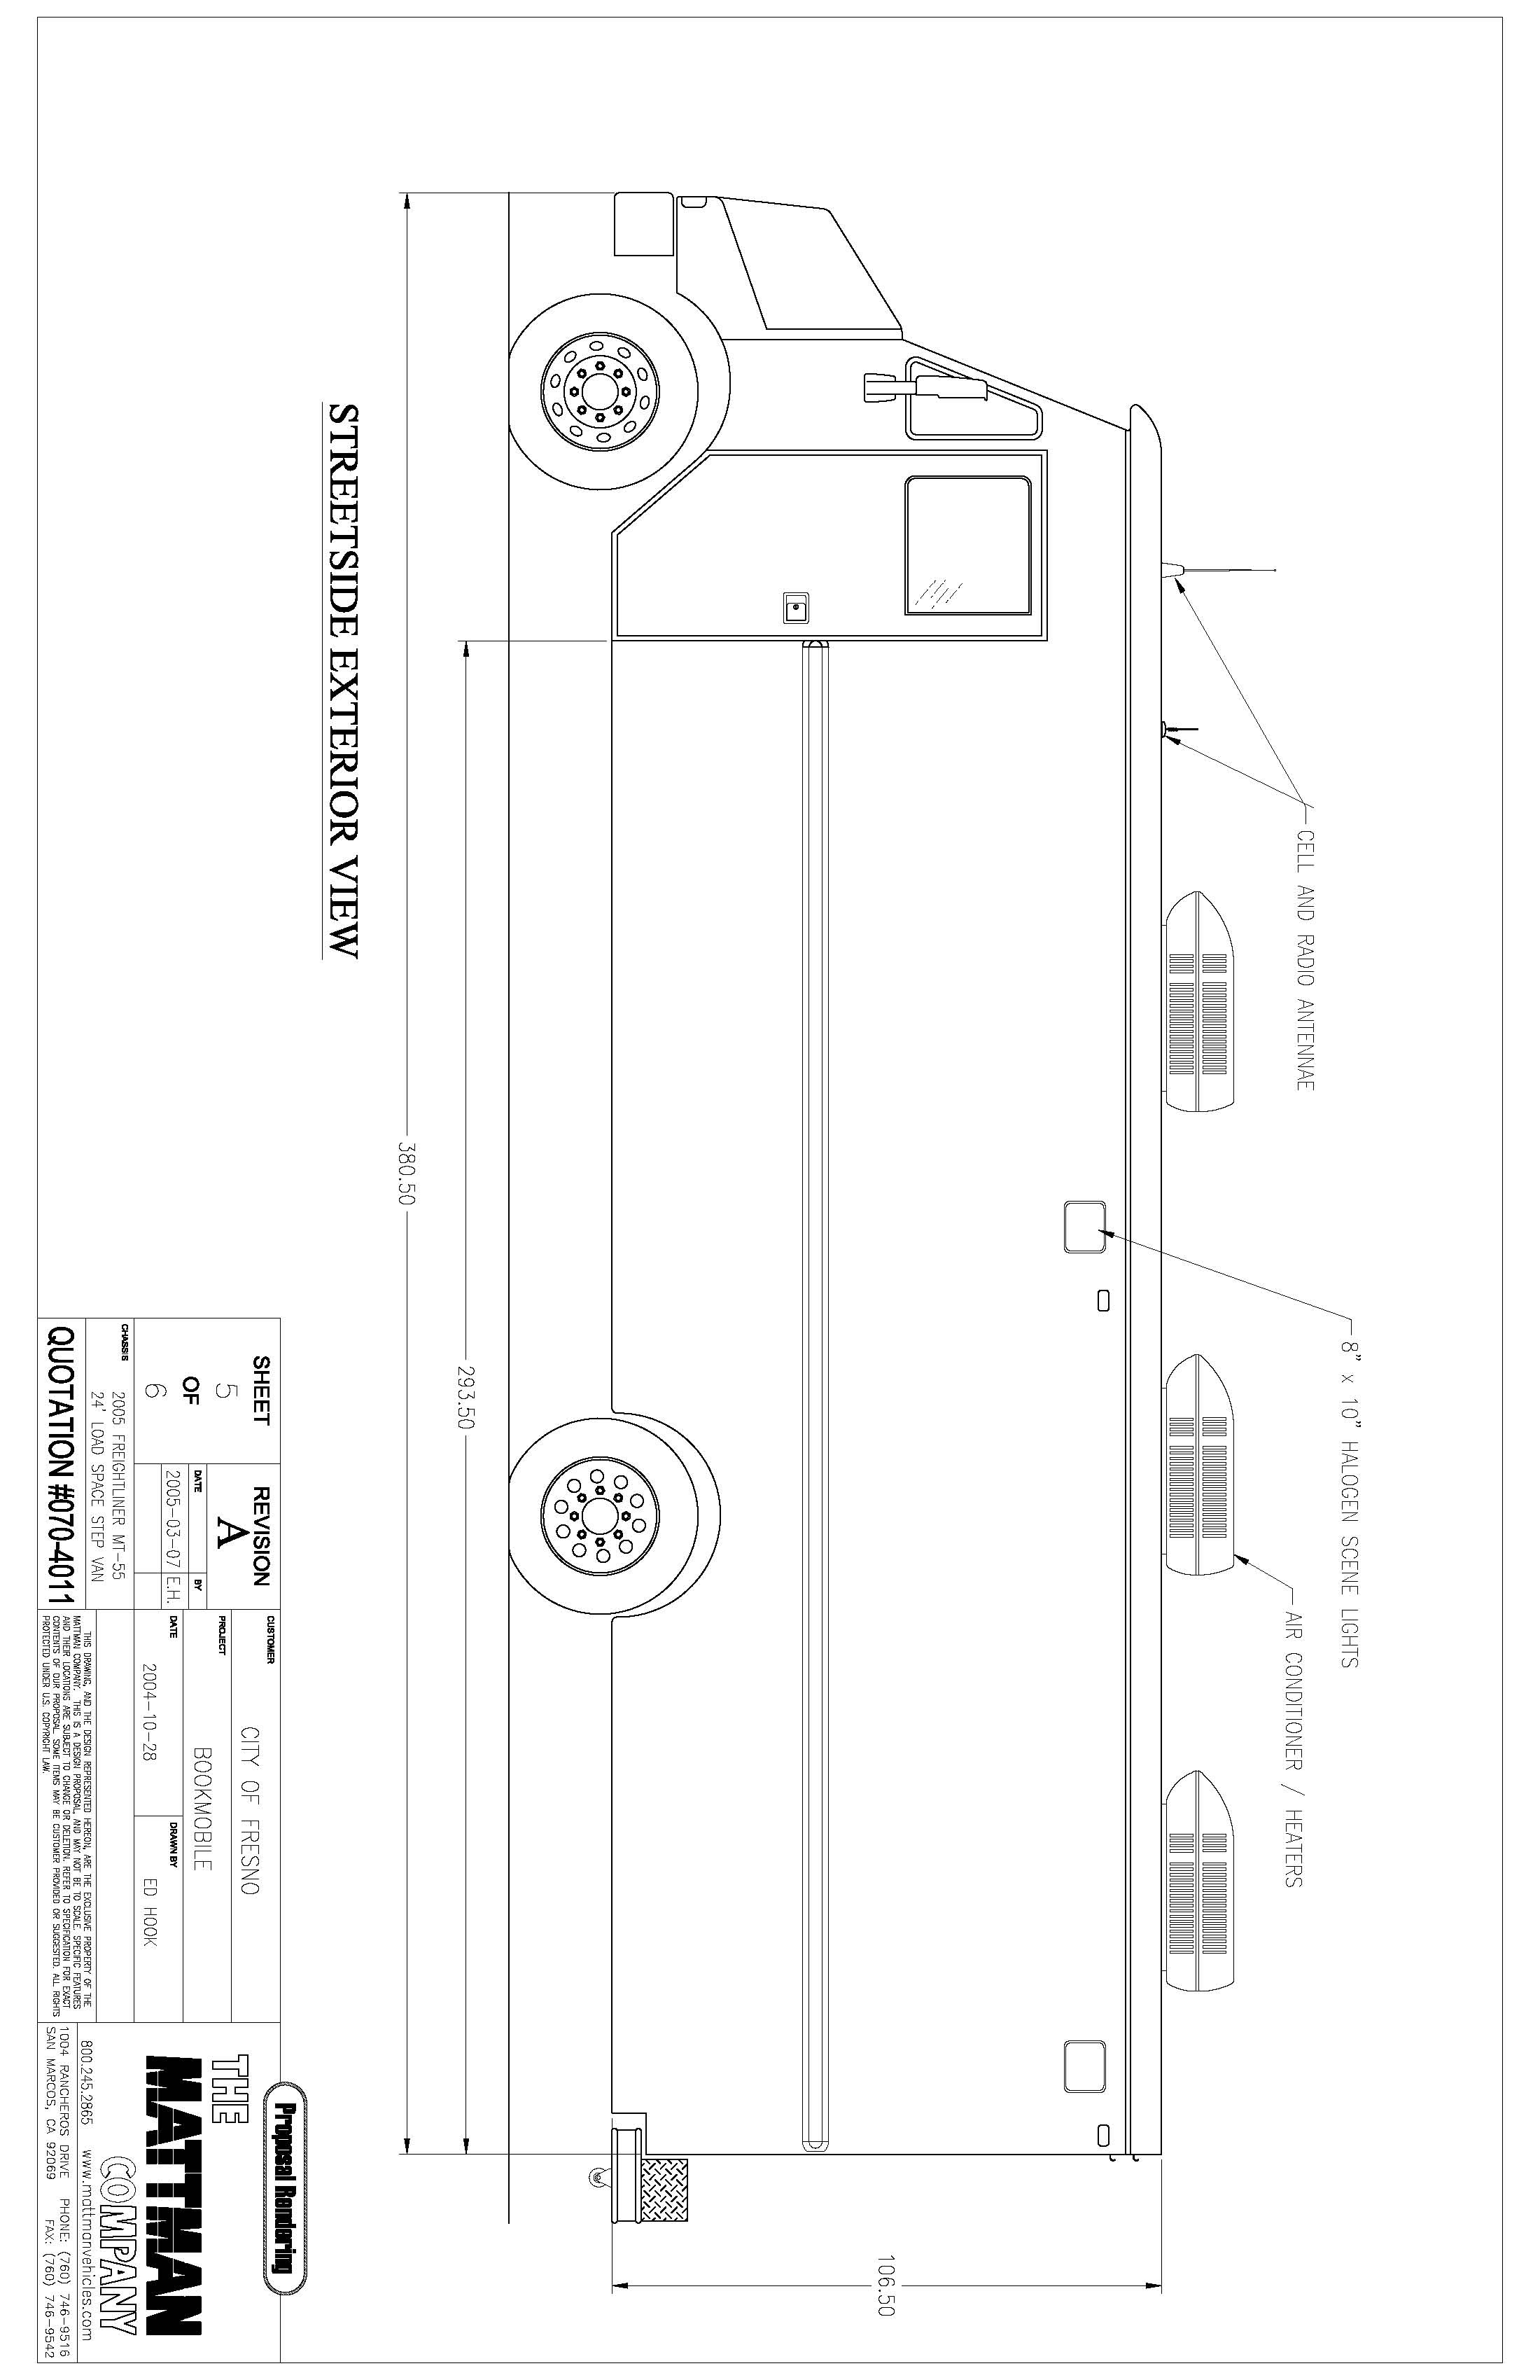 CELL AND RADIO ANTENNAE
8" x 10" HALOGEN SCENE LIGHTS
AIR CONDITIONER / HEATERS
106.50
293.50
380.50
STREETSIDE EXTERIOR VIEW
SHEET
5
OF
6
REVISION
A
DATE
BY
2005-03-07
E.H.
CHASSIS
2005 FREIGHTLINER MT-55
24' LOAD SPACE STEP VAN
QUOTATION #070-4011
CUSTOMER
CITY OF FRESNO
PROJECT
BOOKMOBILE
DATE
2004-10-28
DRAWN BY
ED HOOK
THIS DRAWING, AND THE DESIGN REPRESENTED HEREON, ARE THE EXCLUSIVE PROPERTY OF THE
MATTMAN COMPANY. THIS IS A DESIGN PROPOSAL, AND MAY NOT BE TO SCALE. SPECIFIC FEATURES
AND THEIR LOCATIONS ARE SUBJECT TO CHANGE OR DELETION. REFER TO SPECIFICATION FOR EXACT
CONTENTS OF OUR PROPOSAL. SOME ITEMS MAY BE CUSTOMER PROVIDED OR SUGGESTED. ALL RIGHTS
PROTECTED UNDER U.S. COPYRIGHT LAW.
Proposal Rendering
THE
MATTMAN
COMPANY
800.245.2865 www.mattmanvehicles.com
1004 RANCHEROS DRIVE PHONE: (760) 746-9516
SAN MARCOS, CA 92069 FAX: (760) 746-9542